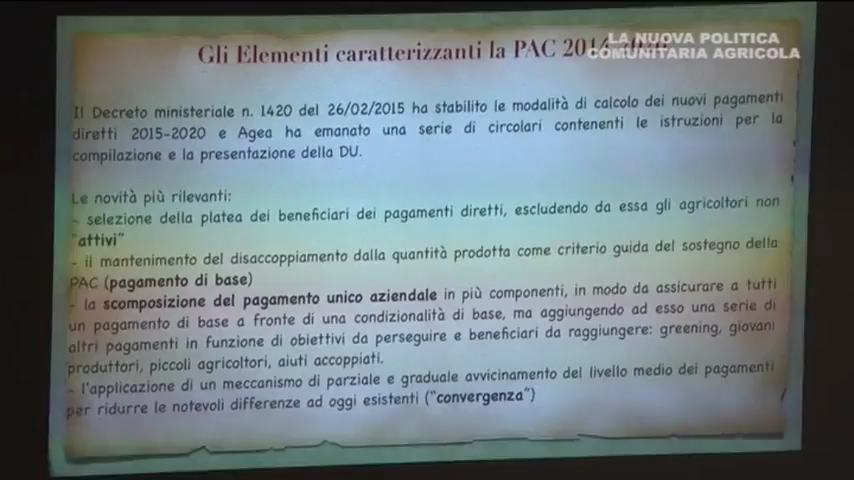 LA NUOVA POLITICA
COMUNITARIA AGRICOLA
Gli Elementi caratterizzanti la PAC
Il Decreto ministeriale n. 1420 del 26/02/2015 ha stabilito le modalità di calcolo dei nuovi pagamenti
diretti 2015-2020 e Agea ha emanato una serie di circolari contenenti le istruzioni per la
compilazione e la presentazione della DU.
Le novità più rilevanti:
- selezione della platea dei beneficiari dei pagamenti diretti, escludendo da essa gli agricoltori non
"attivi"
- il mantenimento del disaccoppiamento dalla quantità prodotta come criterio guida del sostegno della
PAC (pagamento di base)
- la scomposizione del pagamento unico aziendale in più componenti, in modo da assicurare a tutti
un pagamento di base a fronte di una condizionalità di base, ma aggiungendo ad esso una serie di
altri pagamenti in funzione di obiettivi da perseguire e beneficiari da raggiungere: greening, giovani
produttori, piccoli agricoltori, aiuti accoppiati.
- l'applicazione di un meccanismo di parziale e graduale avvicinamento del livello medio dei pagamenti
per ridurre le notevoli differenze ad oggi esistenti ("convergenza")